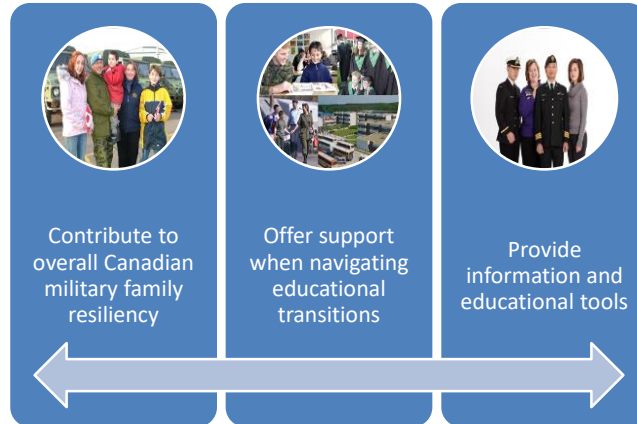 Contribute to
overall Canadian
military family
resiliency
Offer support
when navigating
educational
transitions
Provide
information and
educational tools